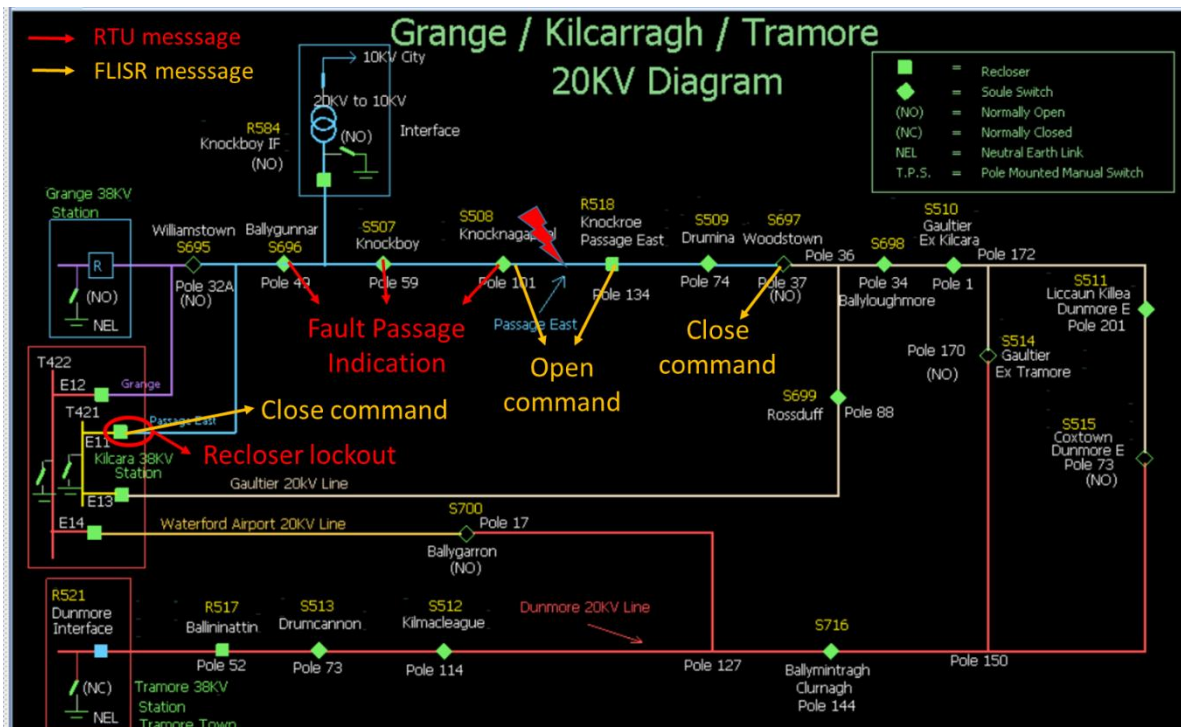 RTU messsage
FLISR messsage
Grange / Kilcarragh / Tramore
20KV Diagram
10KV City
20KV to 10KV
(NO)
Interface
R584
Knockboy IF
(NO)
= Recloser
= Soule Switch
(NO) = Normally Open
(NC) = Normally Closed
NEL = Neutral Earth Link
T.P.S. = Pole Mounted Manual Switch
Grange 38KV
Station
R
(NO)
NEL
Williamstown
S695
Pole 32A
(NO)
Ballygunnar
S696
Pole 49
S507
Knockboy
Pole 59
S508
Pole 101
R518
Knockroe
Passage East
Pole 134
S509
Drumina
Pole 74
S697
Woodstown
Pole 37
(NO)
Pole 36
S698
Pole 34
Ballyloughmore
S510
Gaultier
Ex Kilcara
Pole 1
Pole 172
S511
Liccaun Killea
Dunmore E
Pole 201
Fault Passage
Indication
Passage East
Open
command
Close
command
Pole 170
(NO)
S514
Gaultier
Ex Tramore
S699
Rossduff
Pole 88
S515
Coxtown
Dunmore E
Pole 73
(NO)
T422
E12
Grange
T421
Passage East
E11
Kilcara 38KV
Station
E13
E14
Close command
Recloser lockout
Gaultier 20kV Line
Waterford Airport 20KV Line
S700
Pole 17
Ballygarron
(NO)
R521
Dunmore
Interface
(NC)
NEL
Tramore 38KV
Station
Tramore Town
R517
Ballininattin
Pole 52
S513
Drumcannon
Pole 73
S512
Kilmacleague
Pole 114
Dunmore 20KV Line
Pole 127
S716
Ballymintragh
Clurnagh
Pole 144
Pole 150